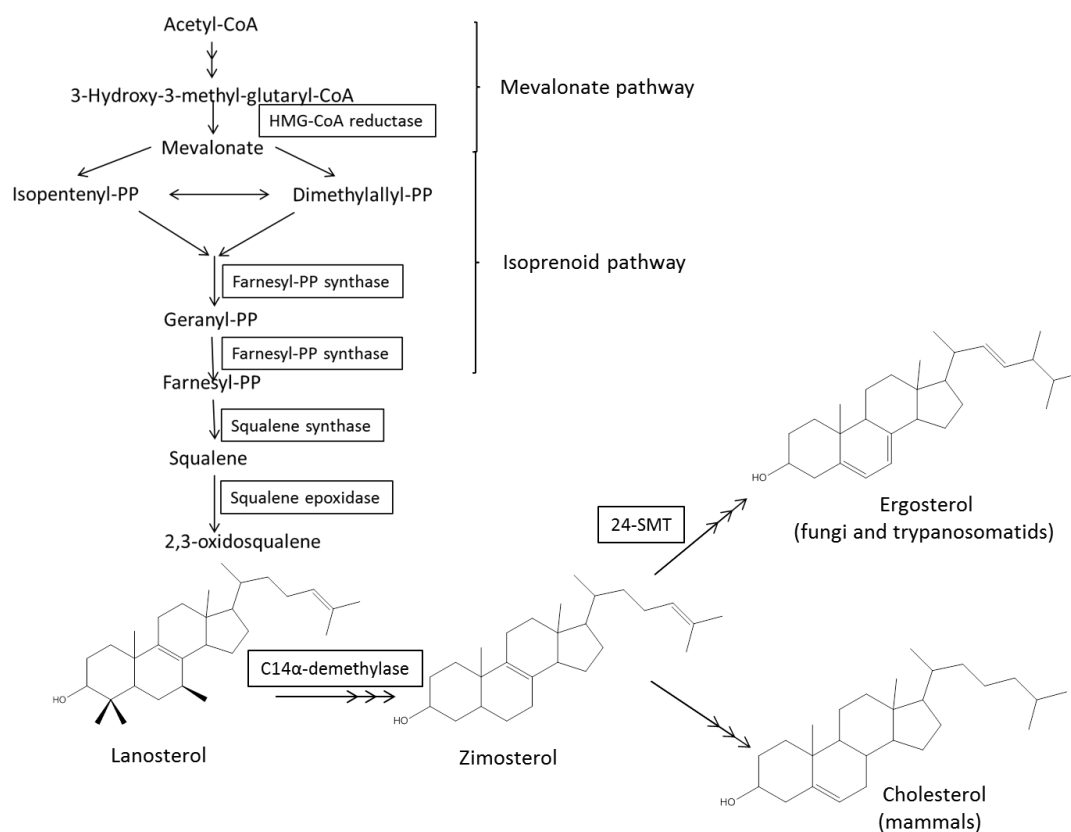 Acetyl-CoA
3-Hydroxy-3-methyl-glutaryl-CoA
HMG-CoA reductase
Mevalonate
Mevalonate pathway
Isopentenyl-PP
Dimethylallyl-PP
Isoprenoid pathway
Farnesyl-PP synthase
Geranyl-PP
Farnesyl-PP synthase
Farnesyl-PP
Squalene synthase
Squalene
Squalene epoxidase
2,3-oxidosqualene
HO
Lanosterol
C14α-demethylase
HO
Zimosterol
24-SMT
HO
Ergosterol
(fungi and trypanosomatids)
HO
Cholesterol
(mammals)